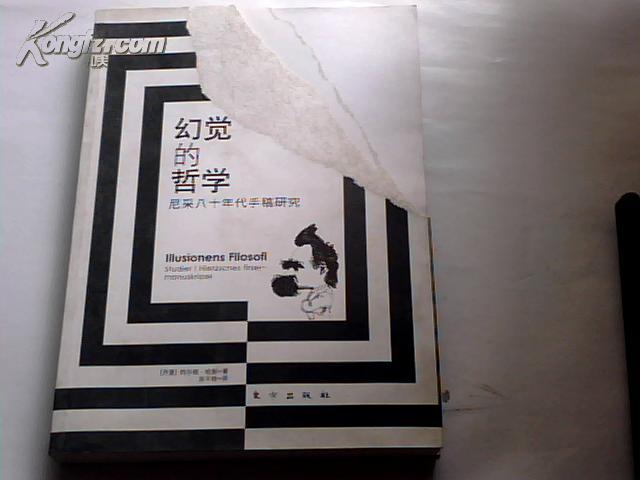 Kongfz.com
幻觉
的
哲学
尼采八十年代手稿研究
Illusionens Filosofi
Studier i Nietzsches firser-
manuskripter
东方出版社